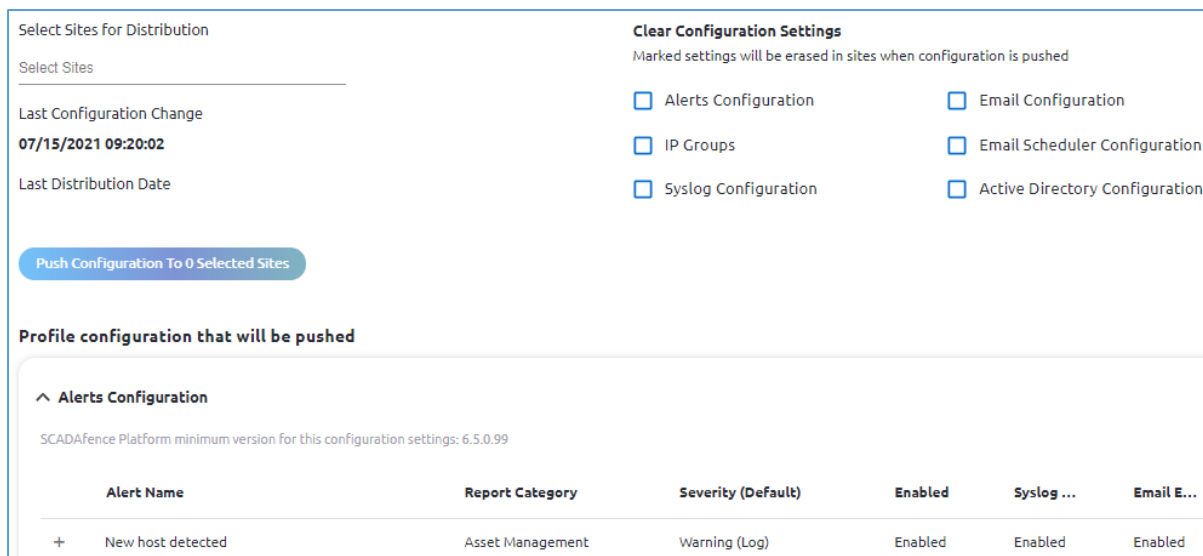 Select Sites for Distribution
Select Sites
Last Configuration Change
07/15/2021 09:20:02
Last Distribution Date
Push Configuration To 0 Selected Sites
Clear Configuration Settings
Marked settings will be erased in sites when configuration is pushed
Alerts Configuration Email Configuration
IP Groups Email Scheduler Configuration
Syslog Configuration Active Directory Configuration
Profile configuration that will be pushed
Alerts Configuration
SCADAfence Platform minimum version for this configuration settings: 6.5.0.99
Alert Name Report Category Severity (Default) Enabled Syslog ... Email E...
+ New host detected Asset Management Warning (Log) Enabled Enabled Enabled